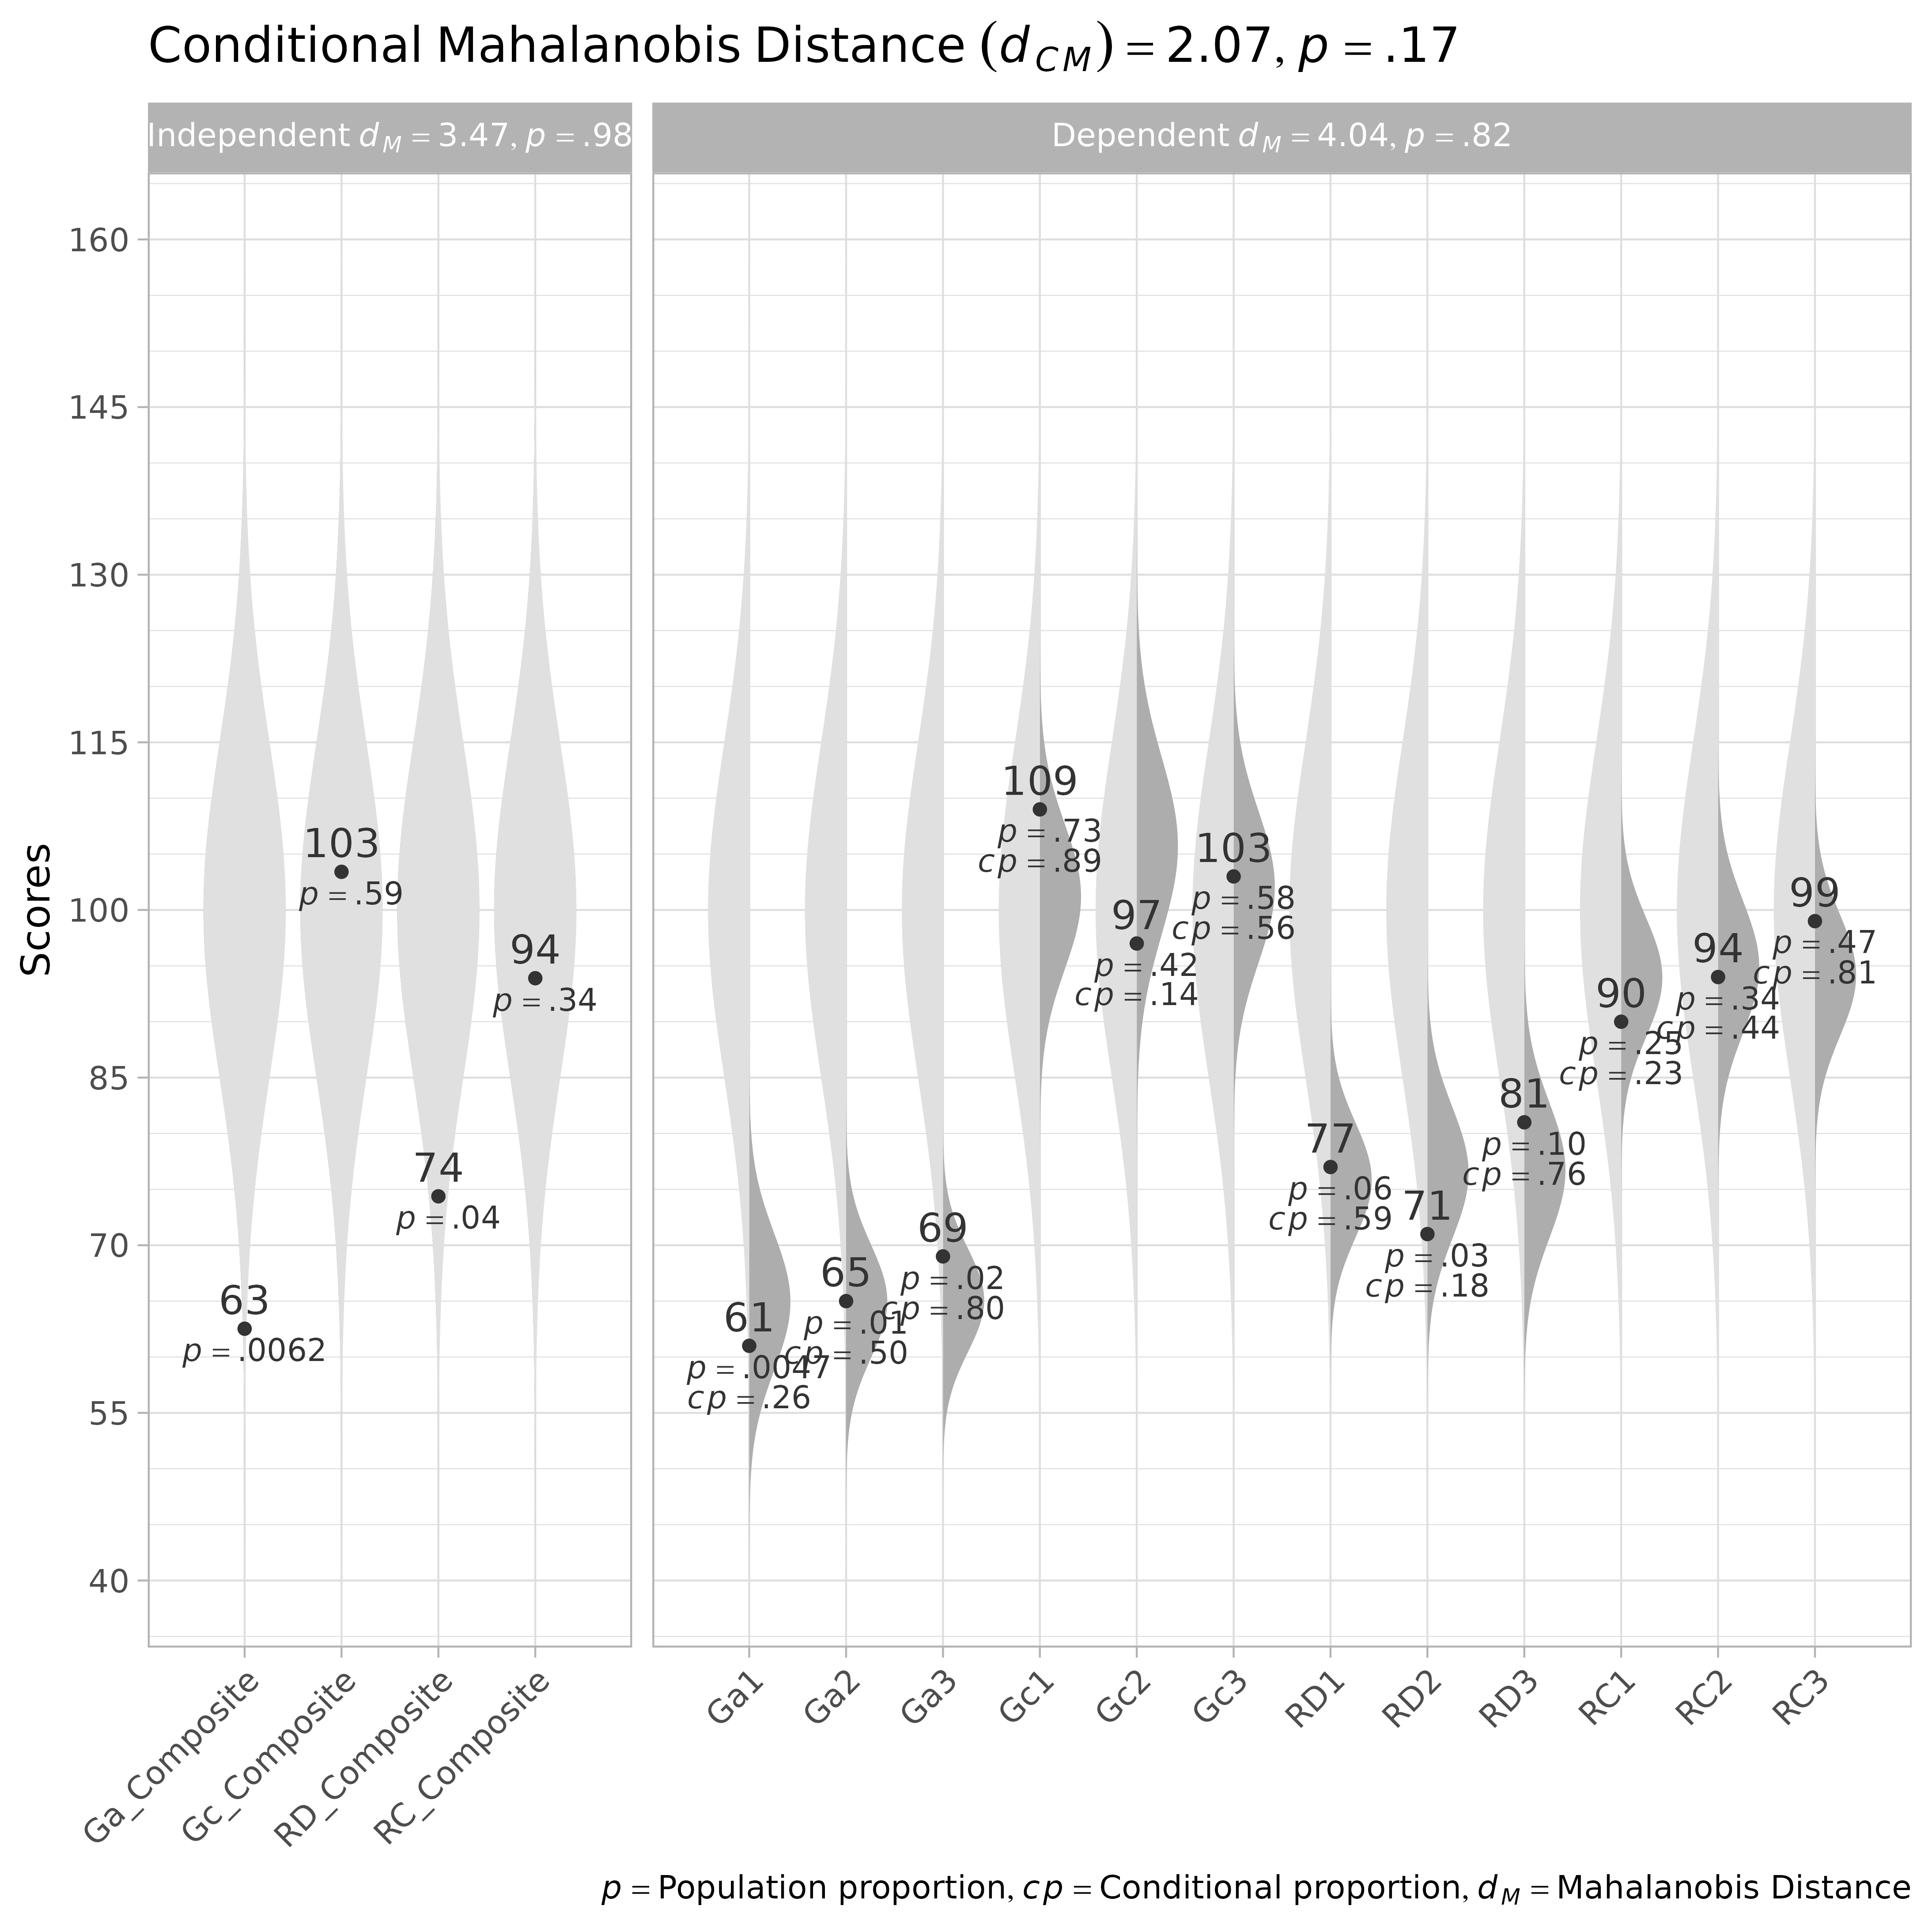 Conditional Mahalanobis Distance (d_CM) = 2.07, p = .17
Independent d_M = 3.47, p = .98
Dependent d_M = 4.04, p = .82
Scores
160
145
130
115
100
85
70
55
40
63
p = .0062
103
p = .59
74
p = .04
94
p = .34
61
p = .0047
cp = .26
65
p = .01
cp = .50
69
p = .02
cp = .80
109
p = .73
cp = .89
97
p = .42
cp = .14
103
p = .58
cp = .56
77
p = .06
cp = .59
71
p = .03
cp = .18
81
p = .10
cp = .76
90
p = .25
cp = .23
94
p = .34
cp = .44
99
p = .47
cp = .81
Ga_Composite
Gc_Composite
RD_Composite
RC_Composite
Ga1
Ga2
Ga3
Gc1
Gc2
Gc3
RD1
RD2
RD3
RC1
RC2
RC3
p = Population proportion, cp = Conditional proportion, d_M = Mahalanobis Distance